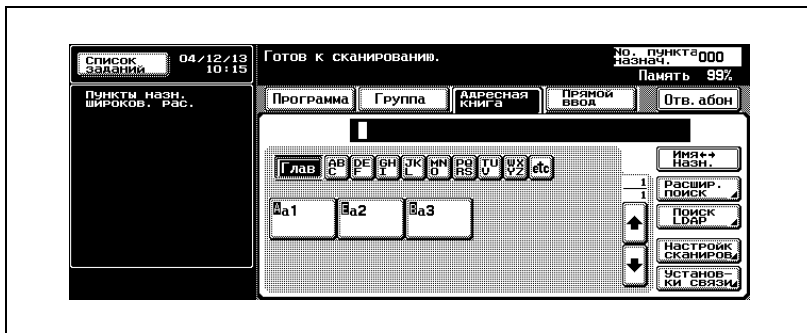 Список
заданий
04/12/13
10:15
Готов к сканированию.
No. пункта
назнач.
000
Память 99%
Пункты назн.
широков. рас.
Программа
Группа
Адресная
книга
Прямой
ввод
Отв. абон
Имя↔
Назн.
Глав
AB
C
DE
F
GH
I
JK
L
MN
O
PQ
RS
TU
V
WX
YZ
etc
1
1
Расшир.
поиск
a1
a2
a3
Поиск
LDAP
Настройк
сканиров
Установ-
ки связи